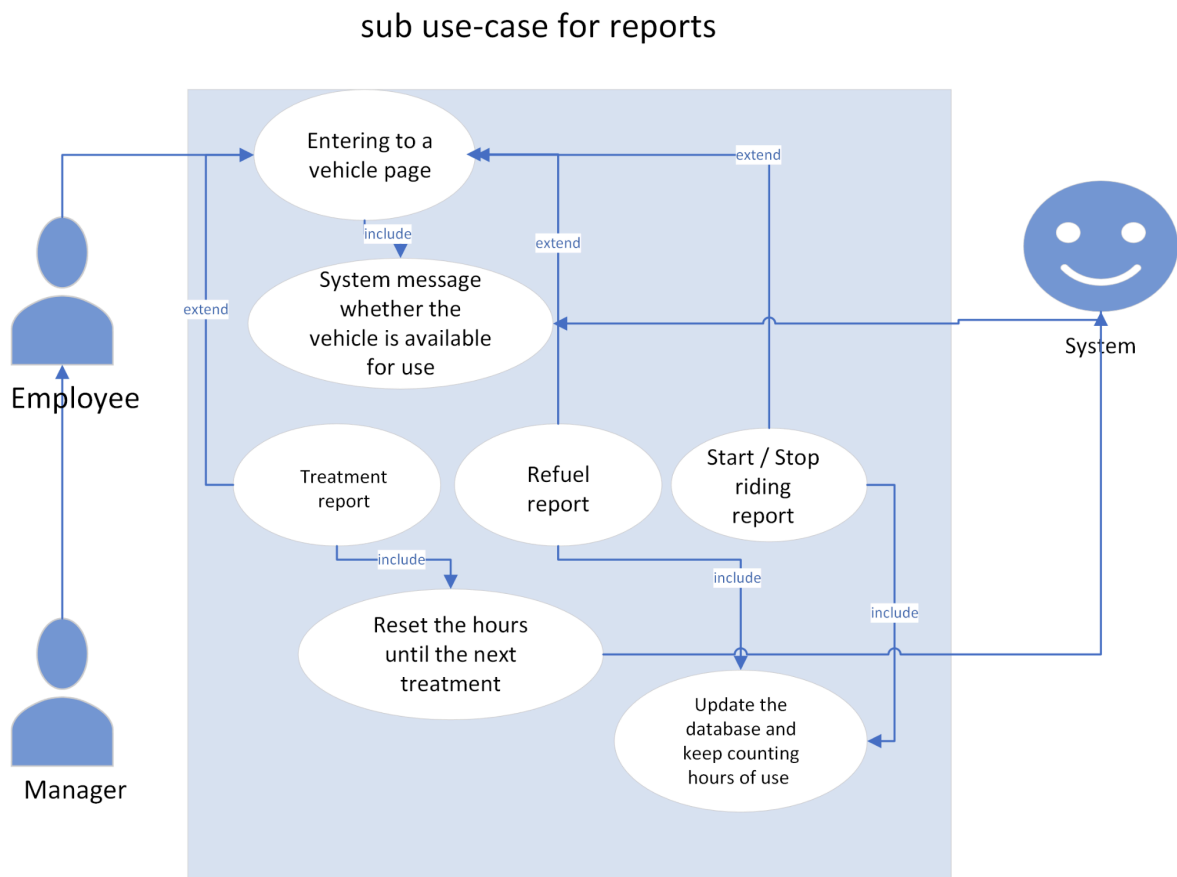 sub use-case for reports
Entering to a
vehicle page
extend
include
extend
System message
whether the
vehicle is available
for use
extend
System
Employee
Treatment
report
Refuel
report
Start / Stop
riding
report
include
include
include
Reset the hours
until the next
treatment
Update the
database and
keep counting
hours of use
Manager